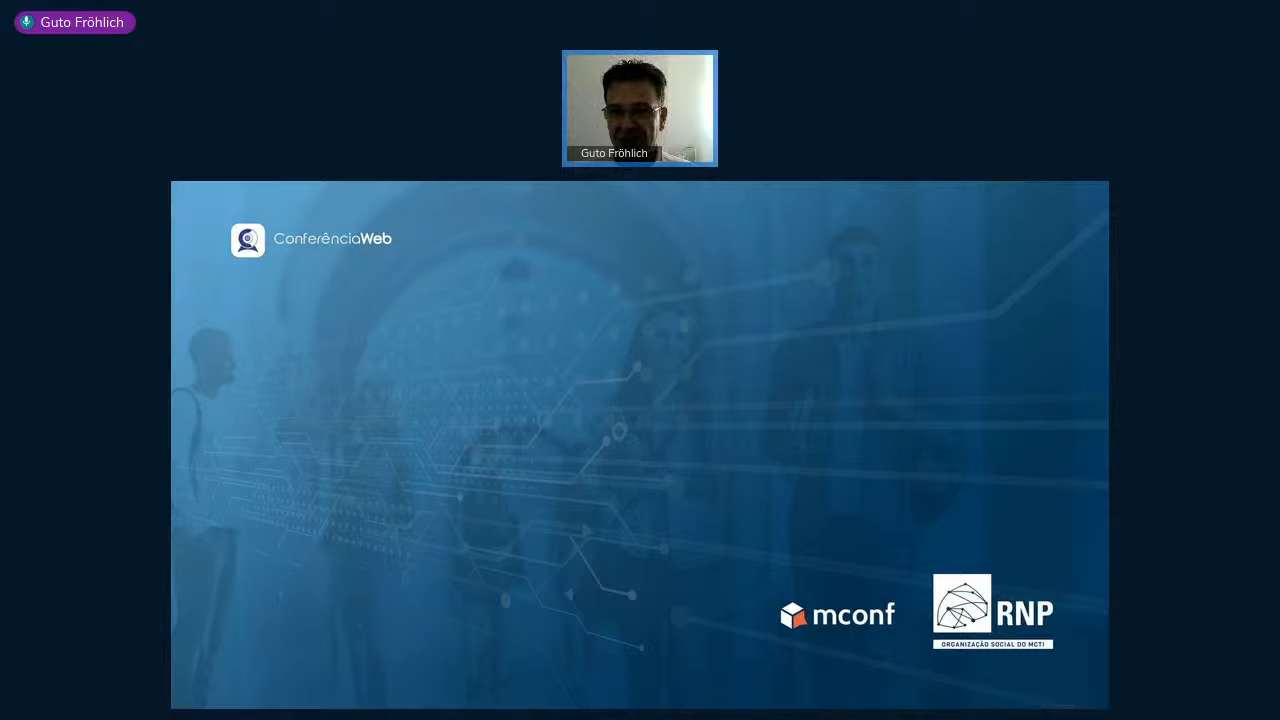 Guto Fröhlich
Guto Fröhlich
ConferênciaWeb
mconf
RNP
ORGANIZAÇÃO SOCIAL DO MCTI